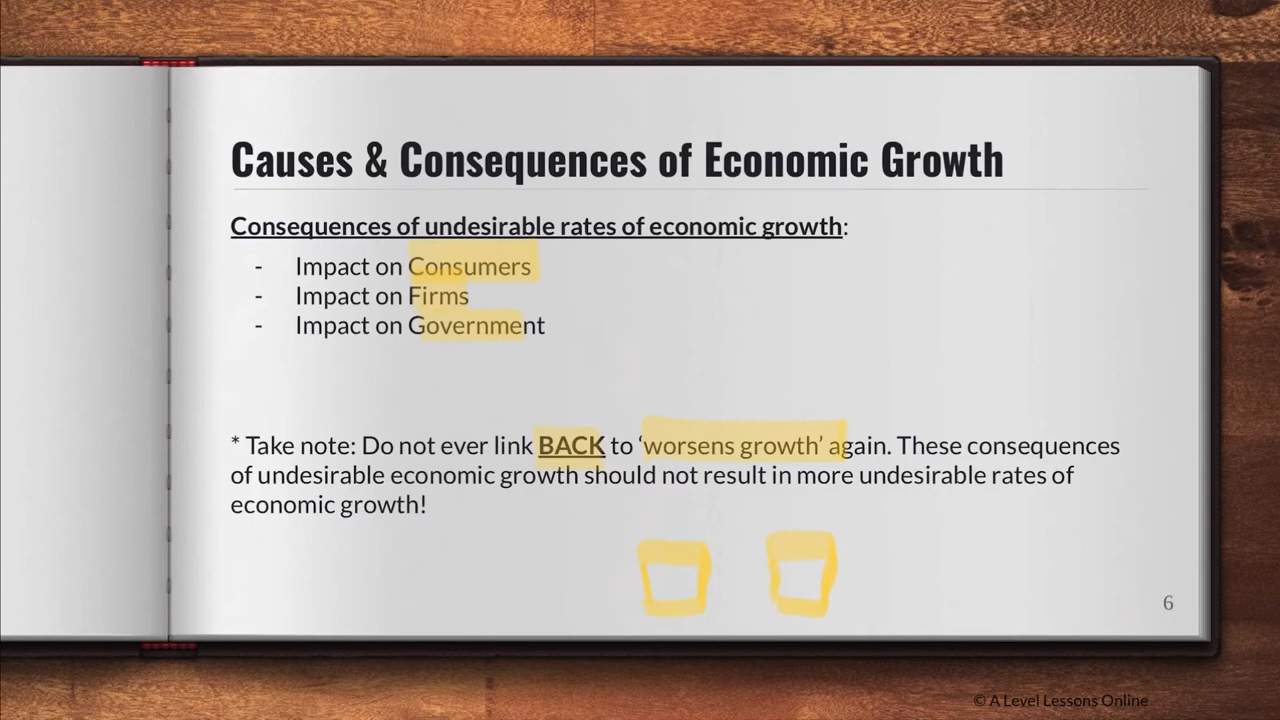 Causes & Consequences of Economic Growth
Consequences of undesirable rates of economic growth:
- Impact on Consumers
- Impact on Firms
- Impact on Government
* Take note: Do not ever link BACK to ‘worsens growth’ again. These consequences
of undesirable economic growth should not result in more undesirable rates of
economic growth!
6
© A Level Lessons Online